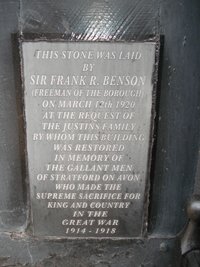 THIS STONE WAS LAID
BY
SIR FRANK R. BENSON
(FREEMAN OF THE BOROUGH)
ON MARCH 12th 1920
AT THE REQUEST OF
THE JUSTINS FAMILY
BY WHOM THIS BUILDING
WAS RESTORED
IN MEMORY OF
THE GALLANT MEN
OF STRATFORD ON AVON
WHO MADE THE
SUPREME SACRIFICE FOR
KING AND COUNTRY
IN THE
GREAT WAR
1914 - 1918